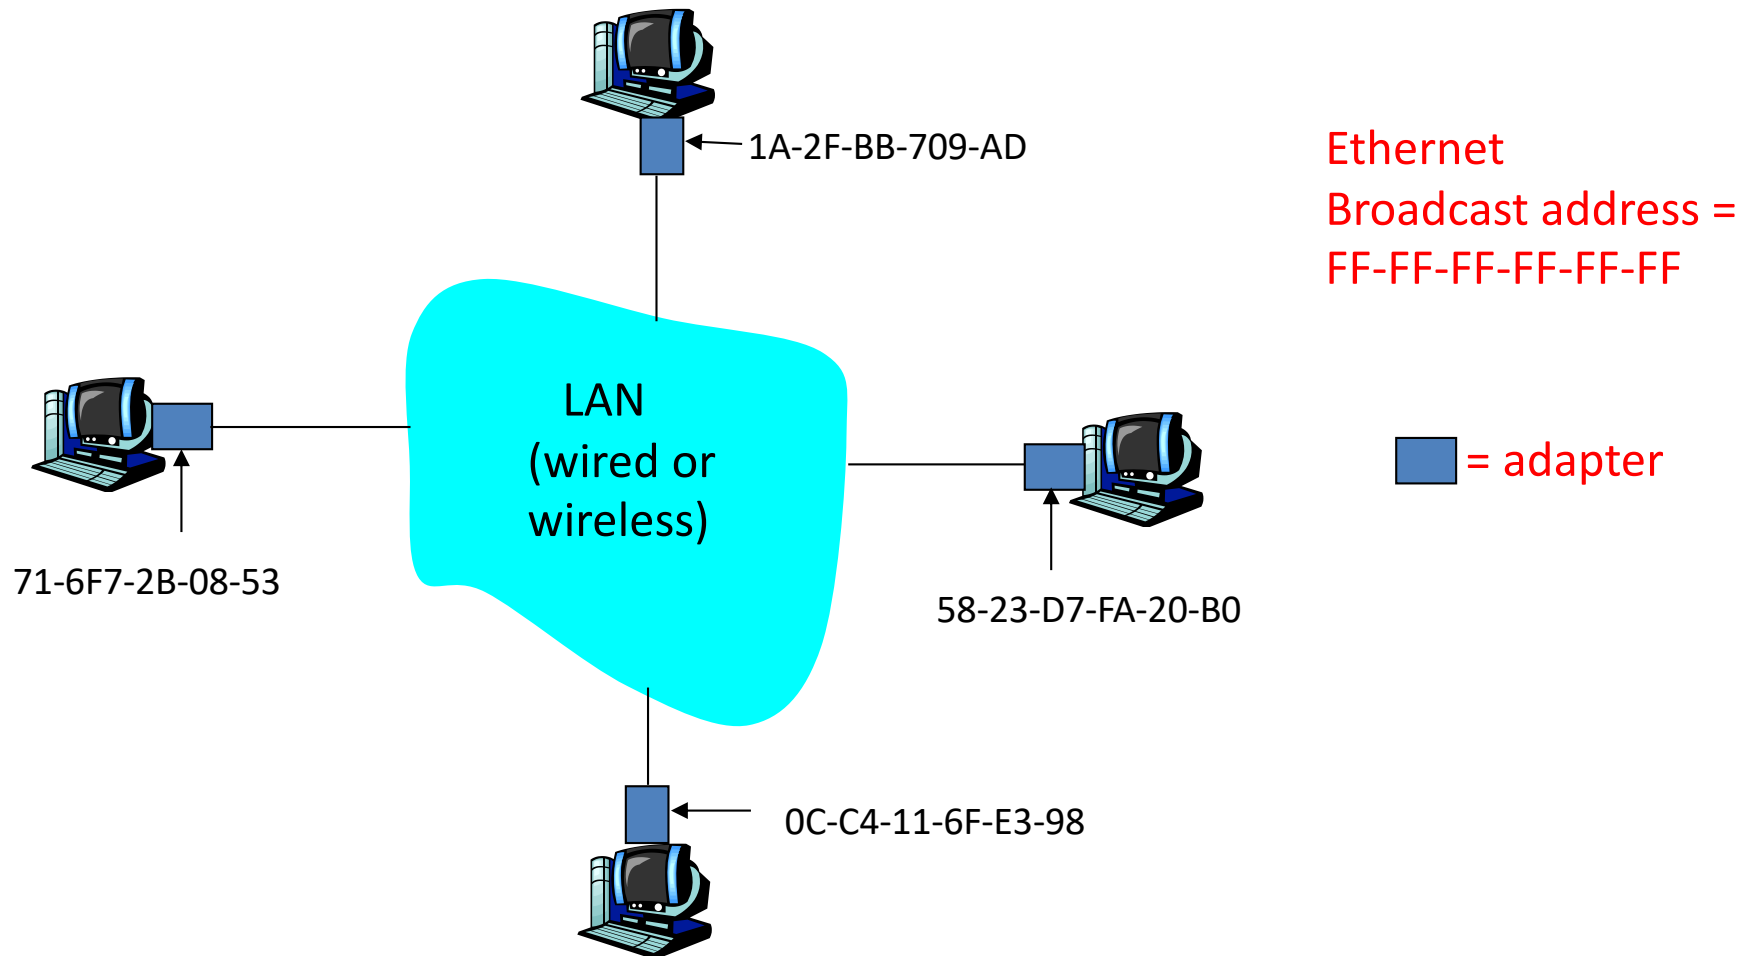 1A-2F-BB-709-AD
Ethernet
Broadcast address =
FF-FF-FF-FF-FF-FF
LAN
(wired or
wireless)
= adapter
71-6F7-2B-08-53
58-23-D7-FA-20-B0
0C-C4-11-6F-E3-98